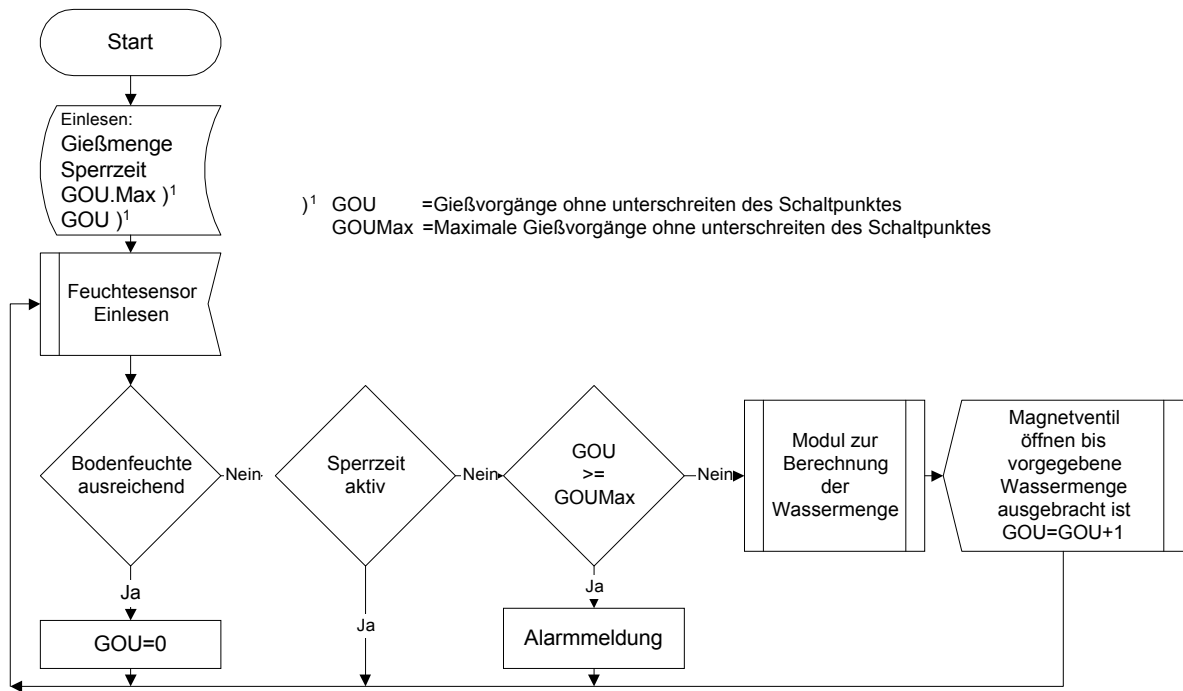 Start
Einlesen:
Gießmenge
Sperrzeit
GOU.Max )¹
GOU )¹
)¹ GOU =Gießvorgänge ohne unterschreiten des Schaltpunktes
GOUMax =Maximale Gießvorgänge ohne unterschreiten des Schaltpunktes
Feuchtesensor
Einlesen
Bodenfeuchte
ausreichend
Nein
Ja
GOU=0
Sperrzeit
aktiv
Nein
Ja
GOU
>=
GOUMax
Nein
Ja
Alarmmeldung
Modul zur
Berechnung
der
Wassermenge
Magnetventil
öffnen bis
vorgegebene
Wassermenge
ausgebracht ist
GOU=GOU+1